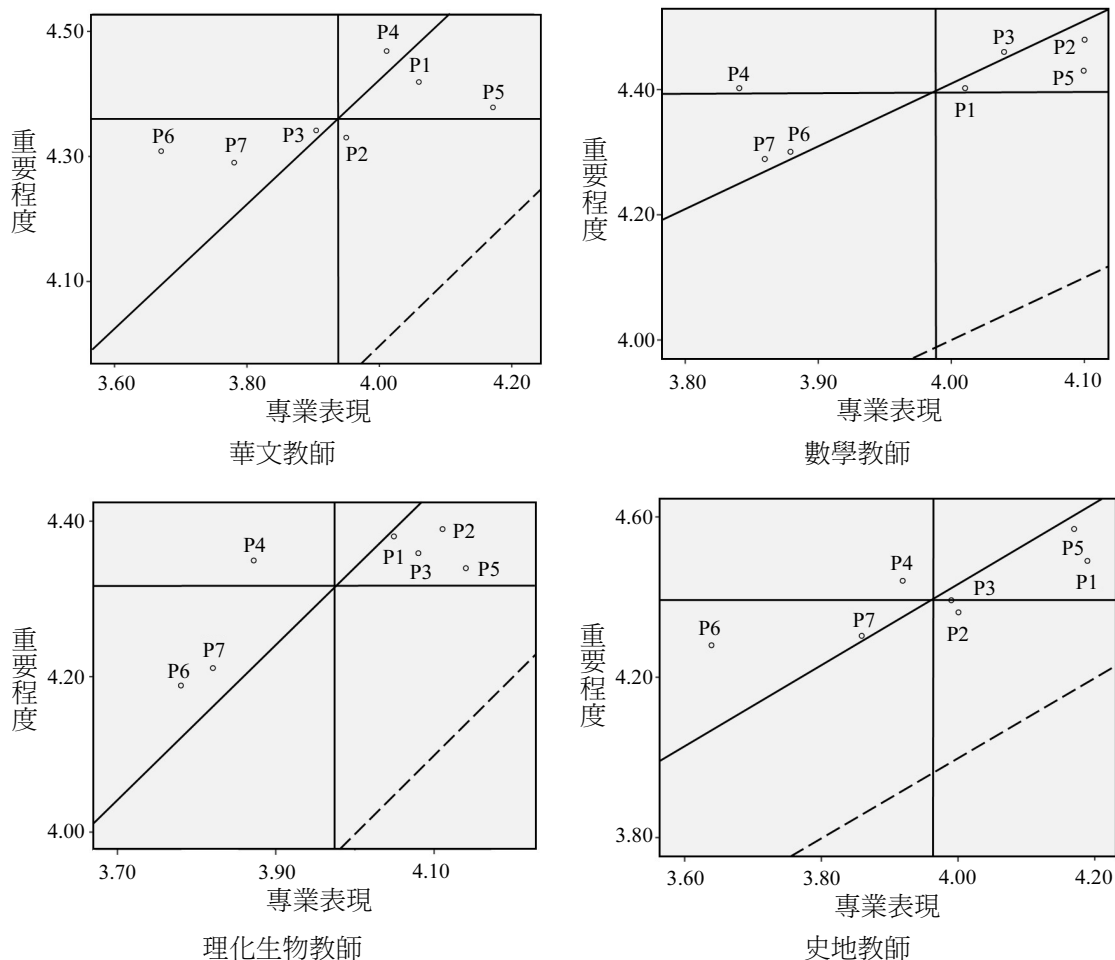 4.50
4.30
4.10
3.60
3.80
4.00
4.20
P4
P1
P5
P6
P7
P3
P2
重要程度
專業表現
華文教師
4.40
4.20
4.00
3.80
3.90
4.00
4.10
P3
P2
P4
P5
P1
P7
P6
重要程度
專業表現
數學教師
4.40
4.20
4.00
3.70
3.90
4.10
P4
P1
P3
P2
P5
P7
P6
重要程度
專業表現
理化生物教師
4.60
4.20
3.80
3.60
3.80
4.00
4.20
P5
P1
P4
P3
P2
P7
P6
重要程度
專業表現
史地教師